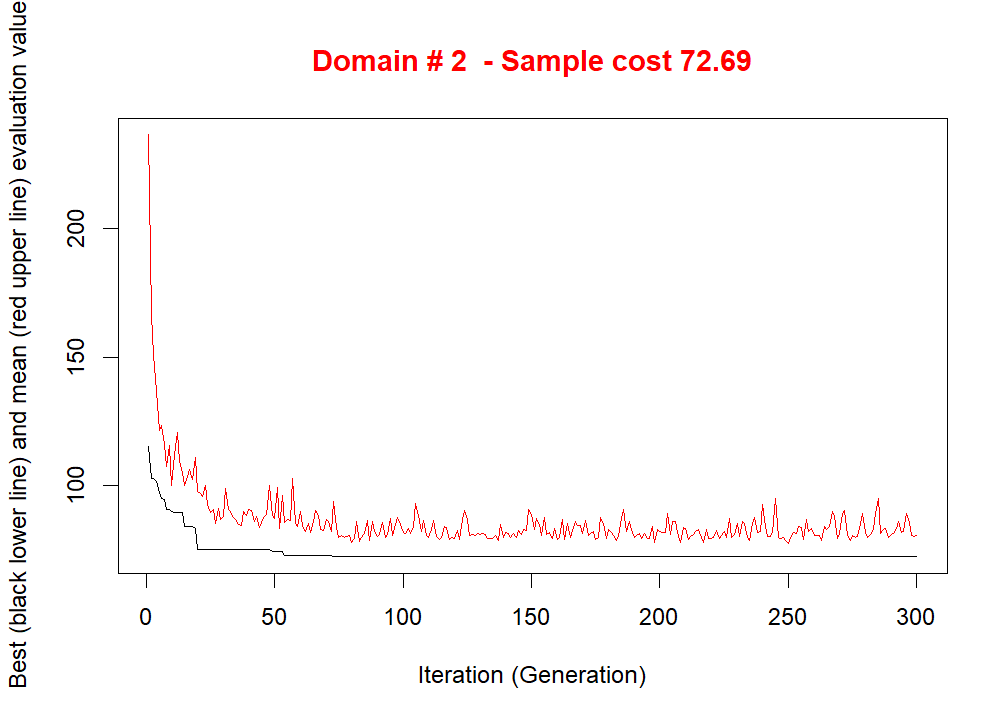 Domain # 2  - Sample cost 72.69
Best (black lower line) and mean (red upper line) evaluation value
200
150
100
0 50 100 150 200 250 300
Iteration (Generation)